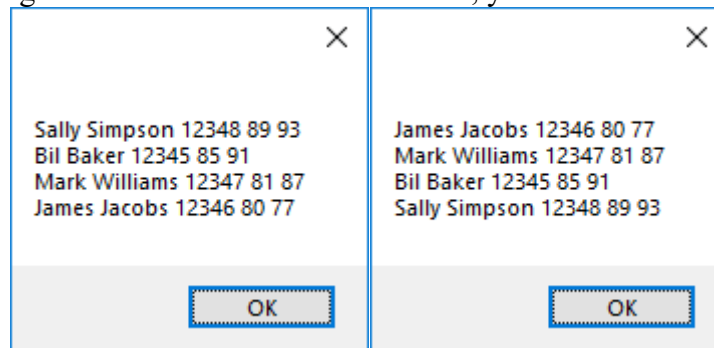 Sally Simpson 12348 89 93
Bil Baker 12345 85 91
Mark Williams 12347 81 87
James Jacobs 12346 80 77
OK
James Jacobs 12346 80 77
Mark Williams 12347 81 87
Bil Baker 12345 85 91
Sally Simpson 12348 89 93
OK